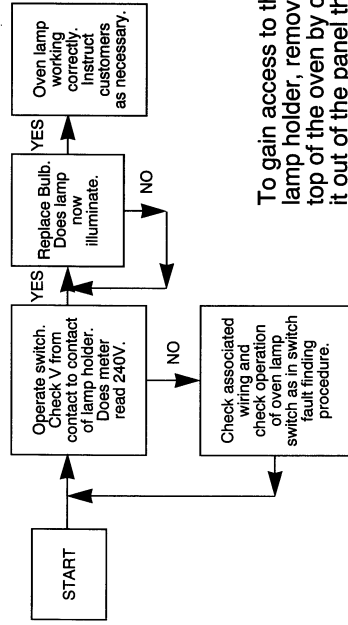 START
Operate switch.
Check V from
contact to contact
of lamp holder.
Does meter
read 240V.
YES
NO
Replace Bulb.
Does lamp
now
illuminate.
YES
NO
Oven lamp
working
correctly.
Instruct
customers
as necessary.
Check associated
wiring and
check operation
of oven lamp
switch as in switch
fault finding
procedure.
To gain access to
lamp holder,
top of the oven by
it out of the panel